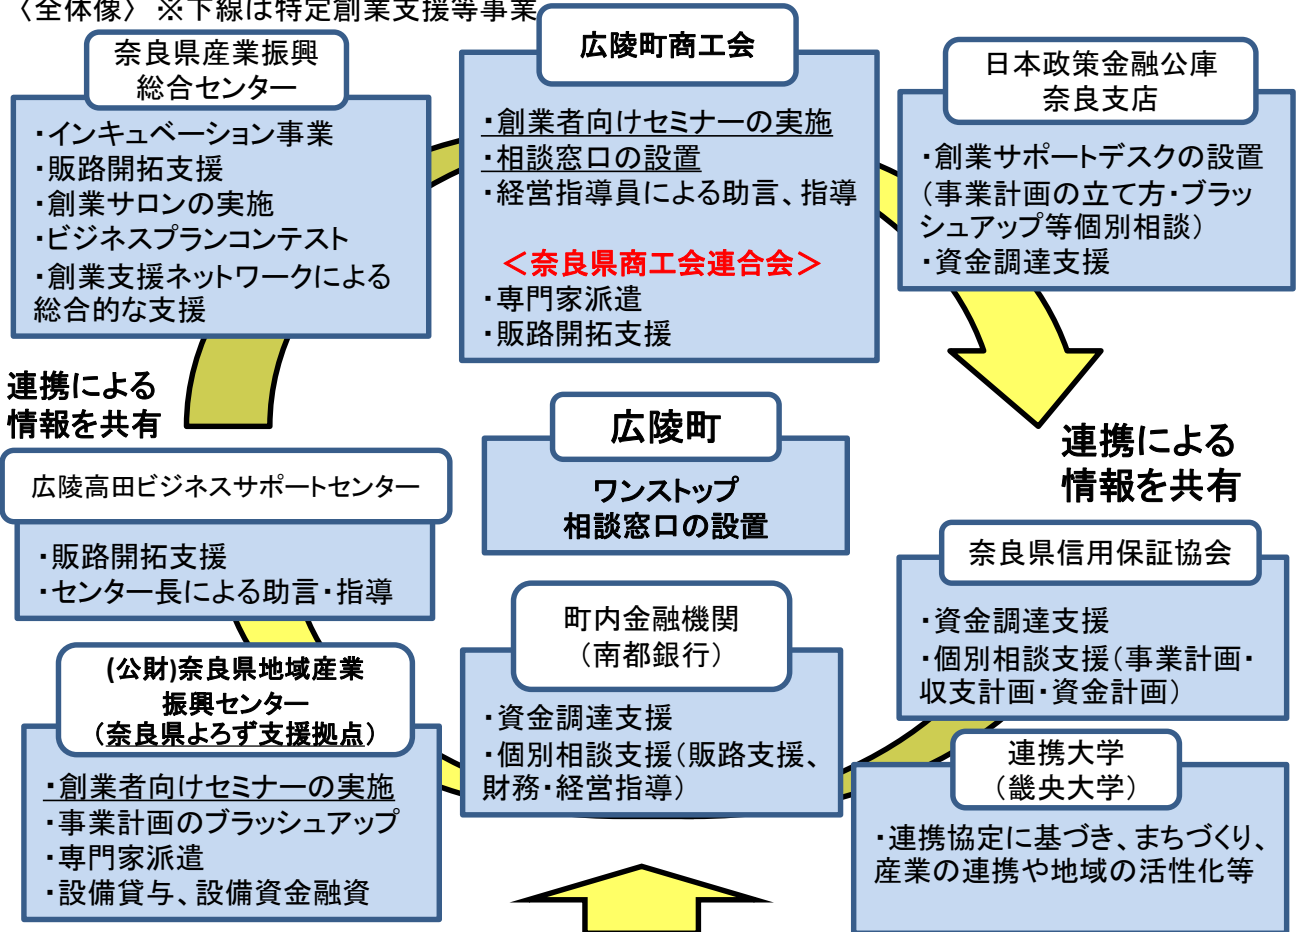 〈全体像〉 ※下線は特定創業支援等事業
奈良県産業振興
総合センター
・インキュベーション事業
・販路開拓支援
・創業サロンの実施
・ビジネスプランコンテスト
・創業支援ネットワークによる
総合的な支援
広陵町商工会
・創業者向けセミナーの実施
・相談窓口の設置
・経営指導員による助言、指導
＜奈良県商工会連合会＞
・専門家派遣
・販路開拓支援
日本政策金融公庫
奈良支店
・創業サポートデスクの設置
（事業計画の立て方・ブラッ
シュアップ等個別相談）
・資金調達支援
連携による
情報を共有
広陵町
ワンストップ
相談窓口の設置
連携による
情報を共有
広陵高田ビジネスサポートセンター
・販路開拓支援
・センター長による助言・指導
奈良県信用保証協会
・資金調達支援
・個別相談支援（事業計画・
収支計画・資金計画）
(公財)奈良県地域産業
振興センター
（奈良県よろず支援拠点）
・創業者向けセミナーの実施
・事業計画のブラッシュアップ
・専門家派遣
・設備貸与、設備資金融資
町内金融機関
（南都銀行）
・資金調達支援
・個別相談支援（販路支援、
財務・経営指導）
連携大学
（畿央大学）
・連携協定に基づき、まちづくり、
産業の連携や地域の活性化等